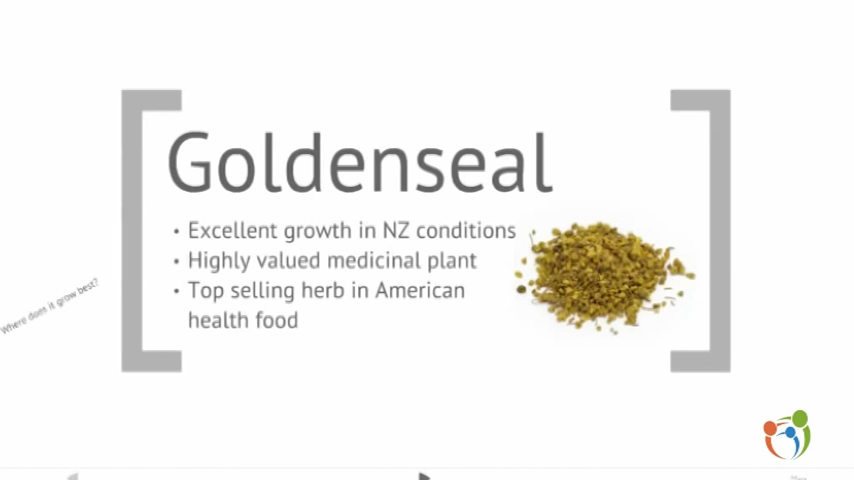 Goldenseal
• Excellent growth in NZ conditions
• Highly valued medicinal plant
• Top selling herb in American
health food
Where does it grow best?